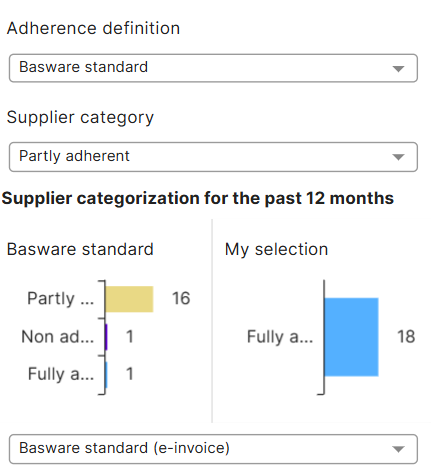 Adherence definition
Basware standard
Supplier category
Partly adherent
Supplier categorization for the past 12 months
Basware standard
Partly ... 16
Non ad... 1
Fully a... 1
My selection
Fully a... 18
Basware standard (e-invoice)